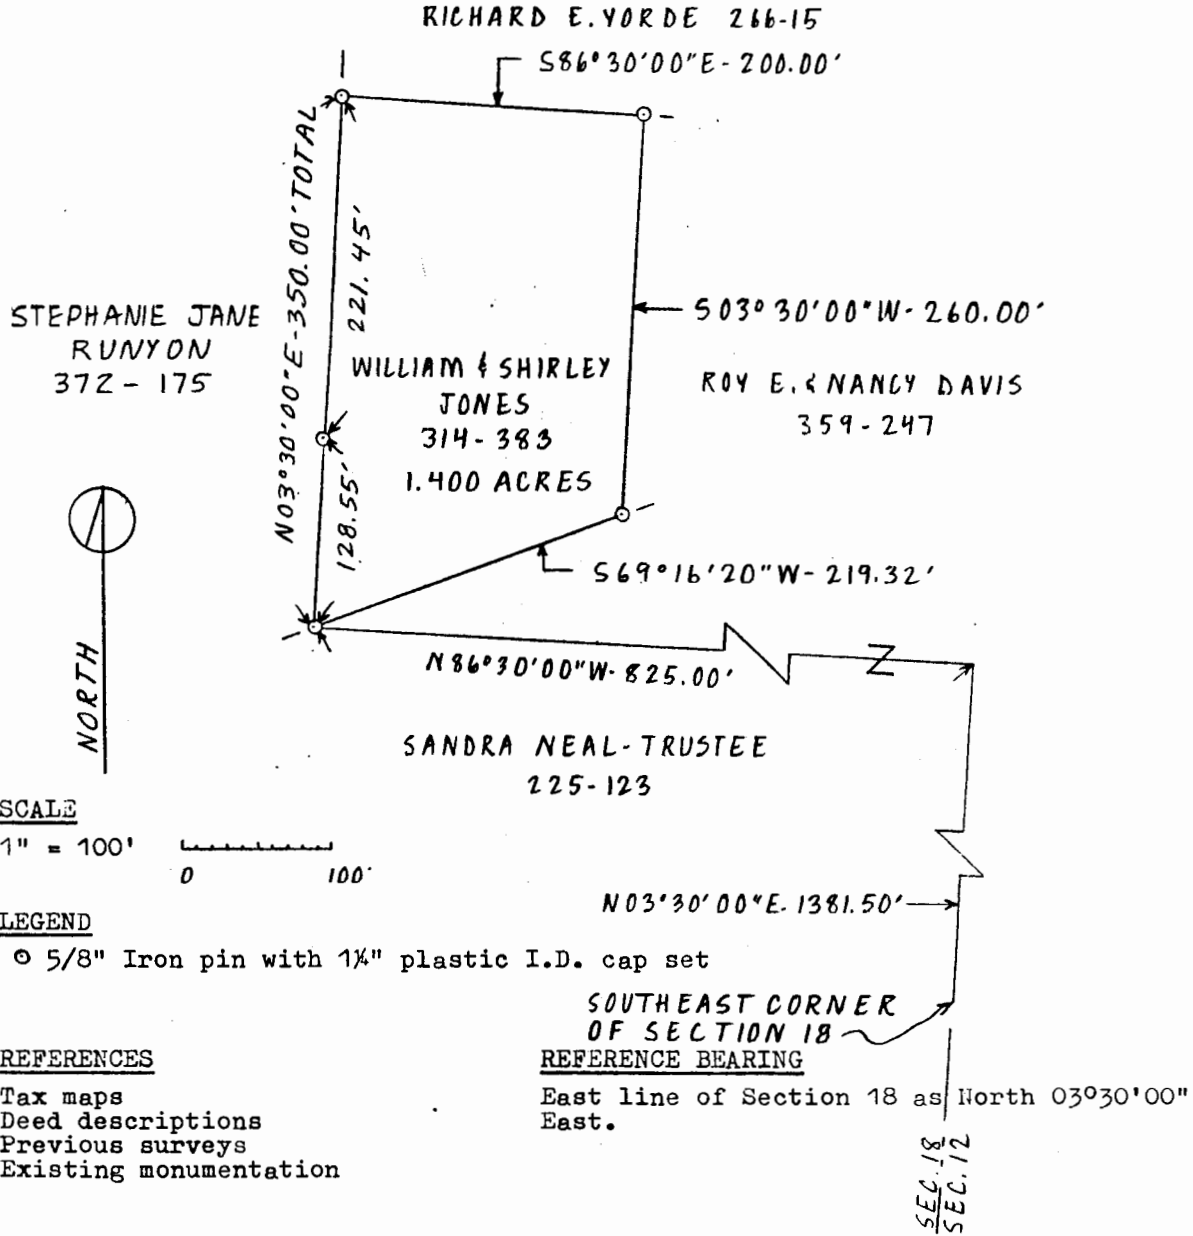 RICHARD E. YORDE 266-15
S86°30'00"E - 200.00'
N03°30'00"E - 350.00' TOTAL
221.45'
128.55'
STEPHANIE JANE
RUNYON
372 - 175
WILLIAM & SHIRLEY
JONES
314 - 383
1.400 ACRES
S03°30'00"W - 260.00'
ROY E. & NANCY DAVIS
359 - 247
S69°16'20"W - 219.32'
N86°30'00"W - 825.00'
NORTH
SANDRA NEAL - TRUSTEE
225 - 123
SCALE
1" = 100'
0 100'
N03°30'00"E. 1381.50'
LEGEND
5/8" Iron pin with 1¼" plastic I.D. cap set
SOUTHEAST CORNER
OF SECTION 18
REFERENCES
Tax maps
Deed descriptions
Previous surveys
Existing monumentation
REFERENCE BEARING
East line of Section 18 as North 03°30'00"
East.
SEC. 18
SEC. 12